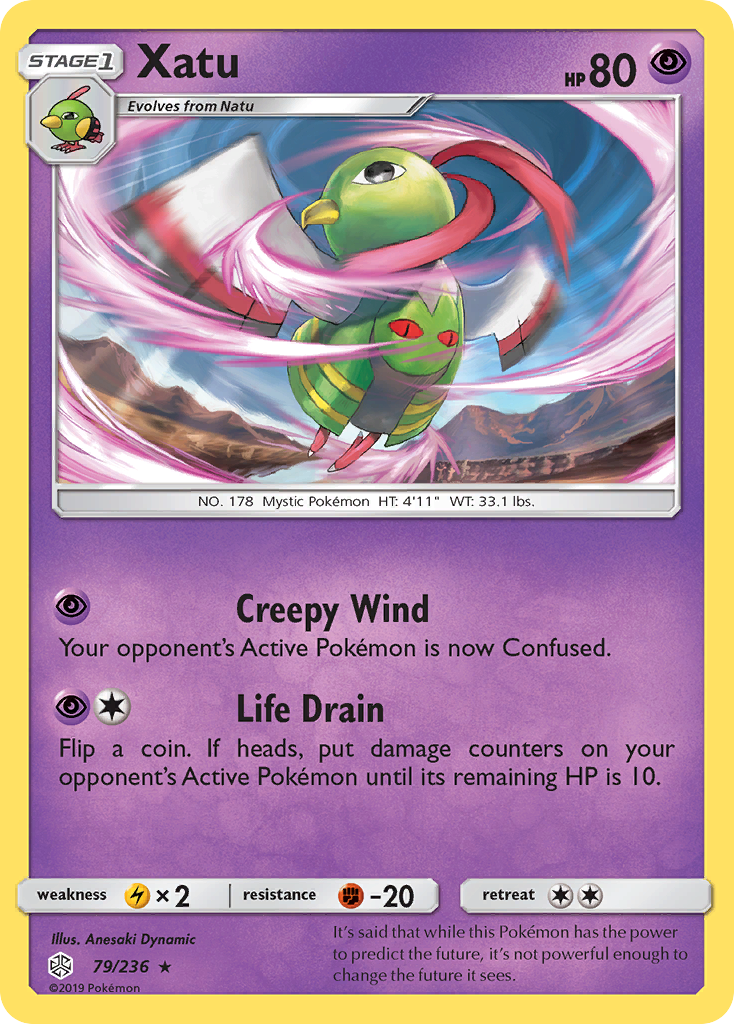 STAGE1
Xatu
HP80
Evolves from Natu
NO. 178 Mystic Pokémon HT: 4'11" WT: 33.1 lbs.
Creepy Wind
Your opponent's Active Pokémon is now Confused.
Life Drain
Flip a coin. If heads, put damage counters on your
opponent's Active Pokémon until its remaining HP is 10.
weakness ×2 resistance -20 retreat
Illus. Anesaki Dynamic
79/236 ★
©2019 Pokémon
It's said that while this Pokémon has the power
to predict the future, it's not powerful enough to
change the future it sees.